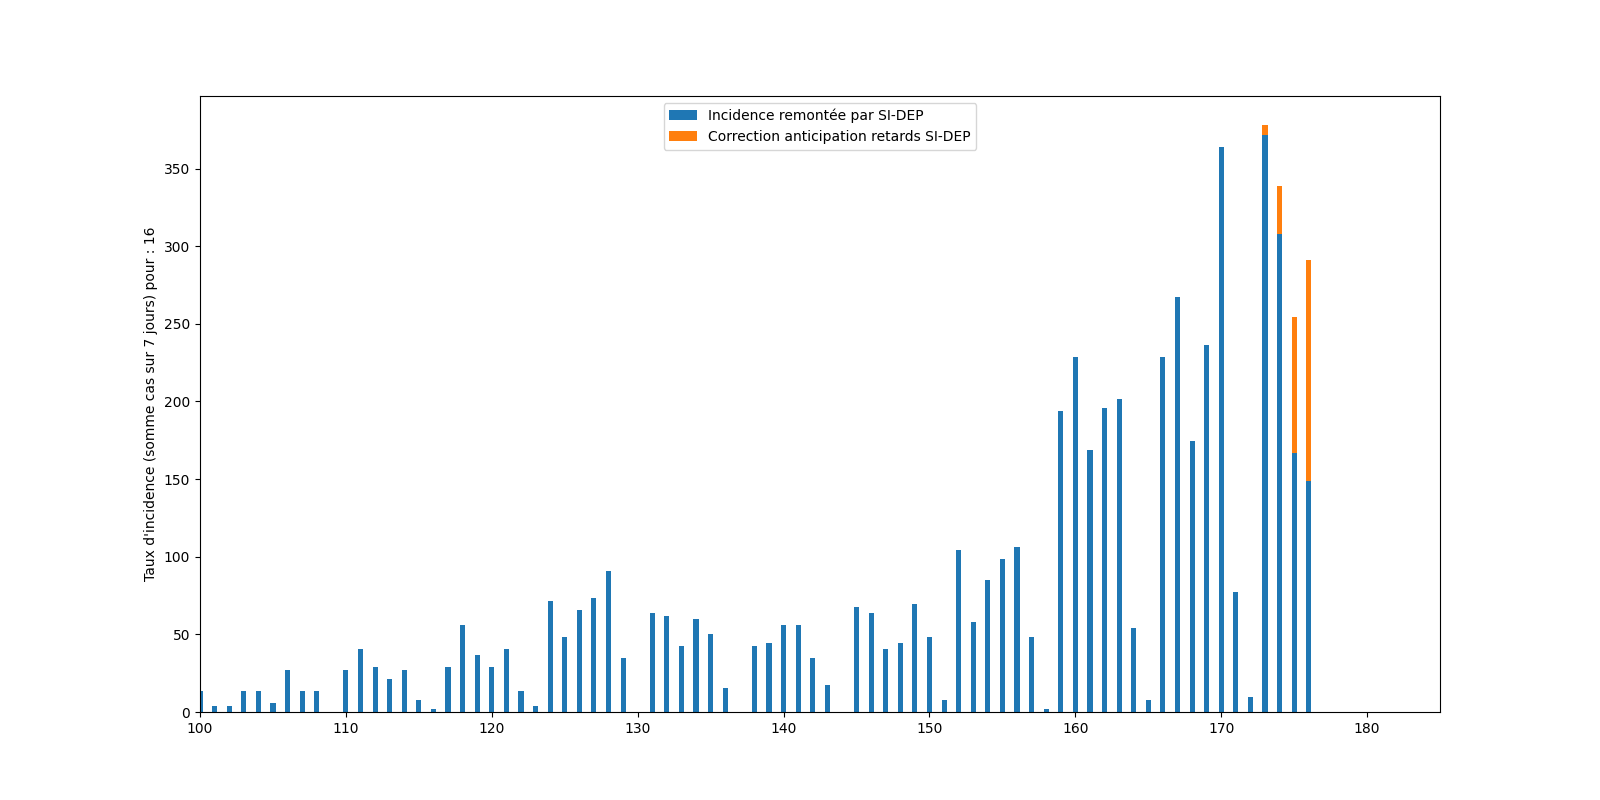 Incidence remontée par SI-DEP
Correction anticipation retards SI-DEP
Taux d'incidence (somme cas sur 7 jours) pour : 16
350
300
250
200
150
100
50
0
100 110 120 130 140 150 160 170 180